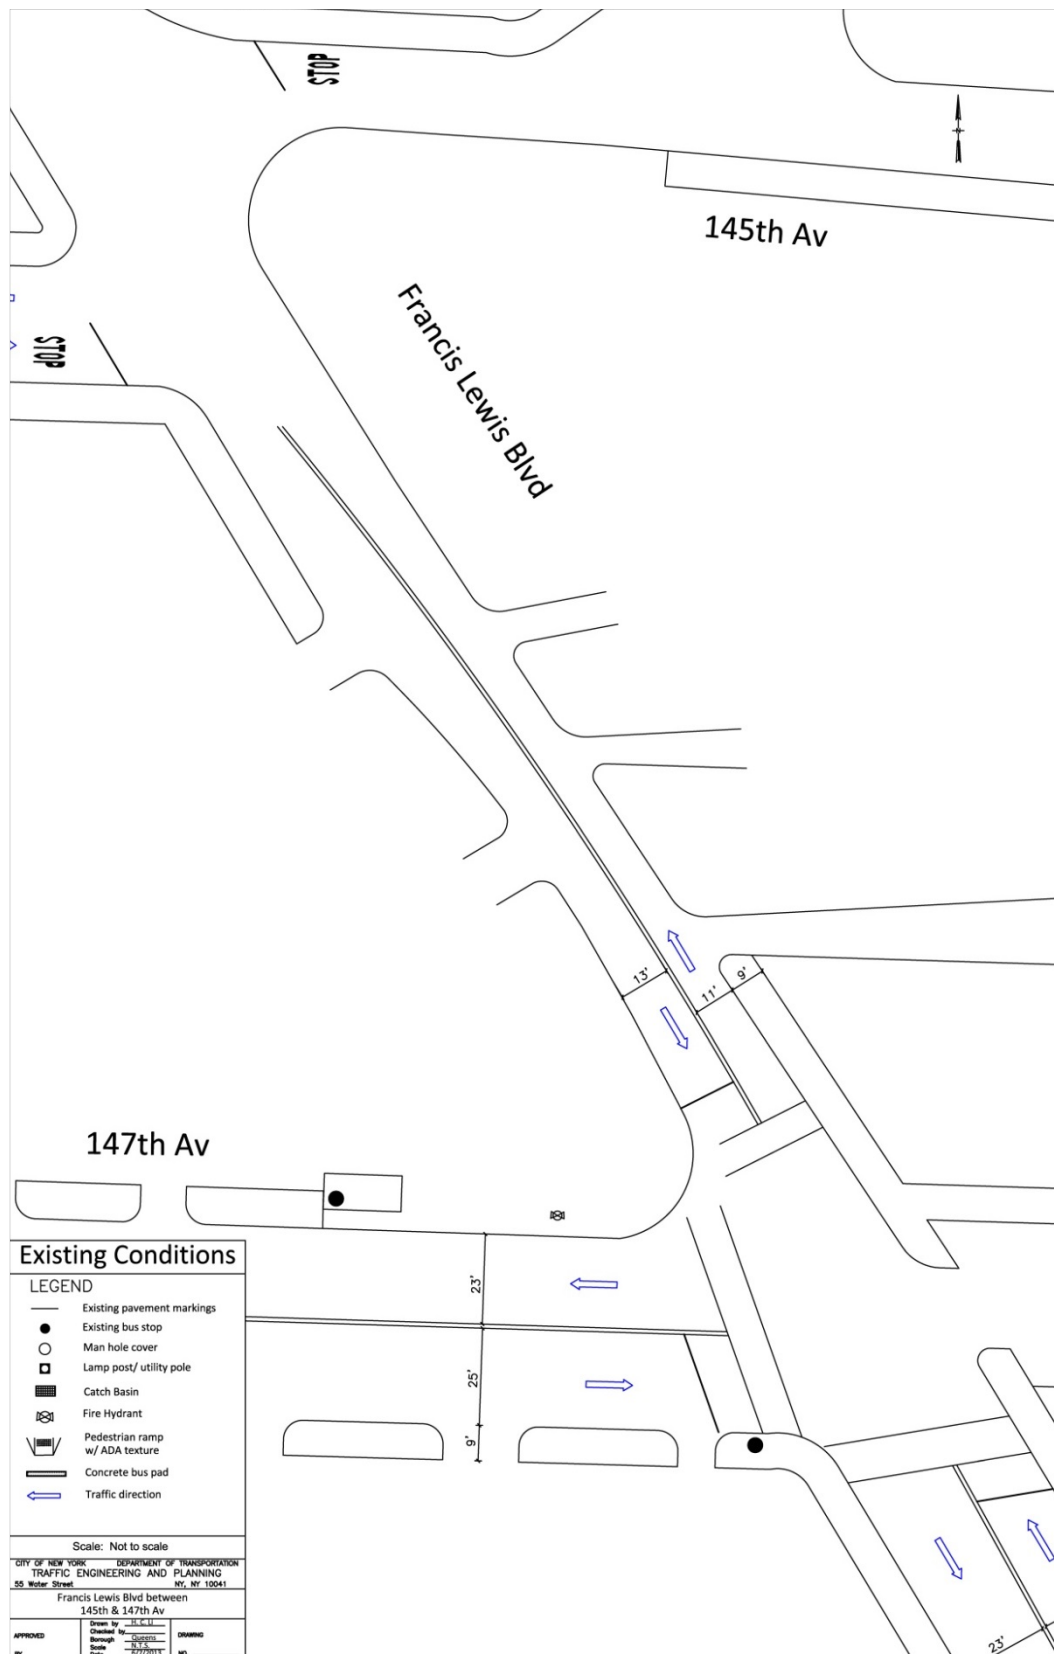 STOP
N
145th Av
Francis Lewis Blvd
STOP
13'
11'
9'
147th Av
23'
25'
9'
23'
Existing Conditions
LEGEND
Existing pavement markings
Existing bus stop
Man hole cover
Lamp post/ utility pole
Catch Basin
Fire Hydrant
Pedestrian ramp
w/ ADA texture
Concrete bus pad
Traffic direction
Scale: Not to scale
CITY OF NEW YORK DEPARTMENT OF TRANSPORTATION
TRAFFIC ENGINEERING AND PLANNING
55 Water Street NY, NY 10041
Francis Lewis Blvd between
145th & 147th Av
APPROVED
Drawn by H.C.U
Checked by
Borough Queens
Scale N.T.S.
DRAWING